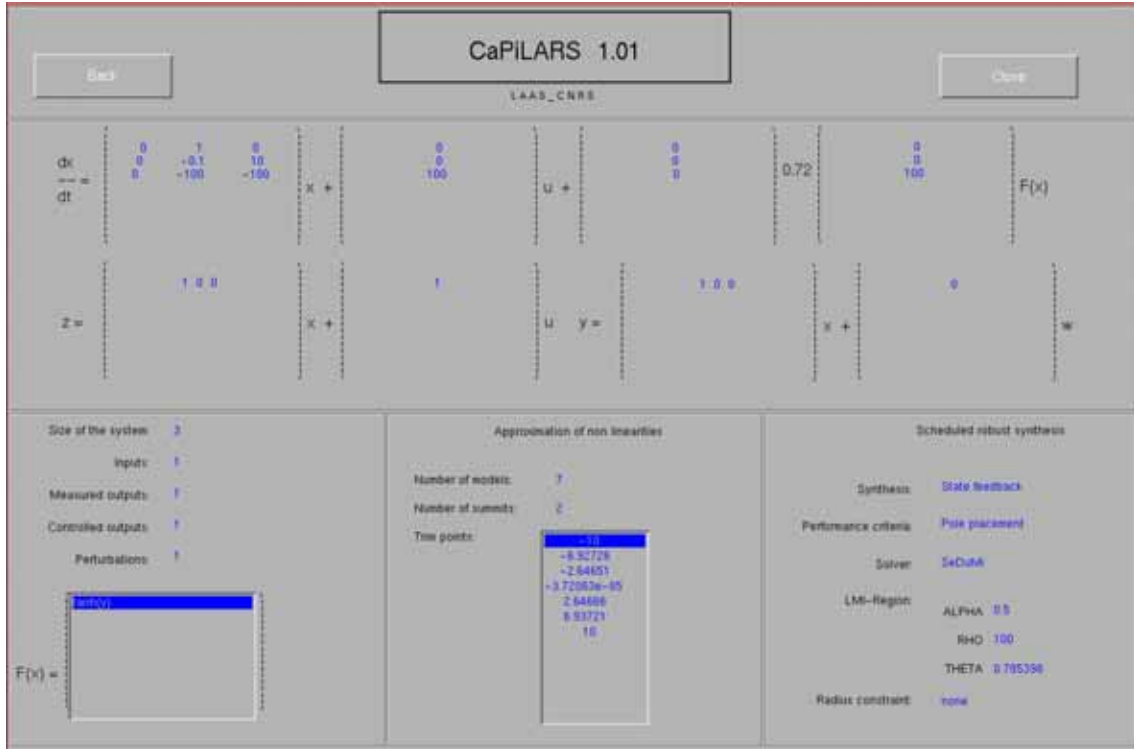 CaPiLARS 1.01
Back
Close
LAAS_CNRS
dx
--- =
dt
0 1 0
0 -0.1 10
0 -100 -100
x +
0
0
100
u +
0
0
0
0.72
0
0
100
F(x)
z =
1 0 0
x +
1
u
y =
1 0 0
x +
0
w
Size of the system: 3
Inputs: 1
Measured outputs: 1
Controlled outputs: 1
Perturbations: 1
F(x) =
tanh(y)
Approximation of non linearities
Number of models: 7
Number of summits: 2
Trim points:
-10
-6.92728
-2.64651
-3.72063e-05
2.64666
6.93721
10
Scheduled robust synthesis
Synthesis: State feedback
Performance criteria: Pole placement
Solver: SeDuMi
LMI-Region:
ALPHA 0.5
RHO 100
THETA 0.785398
Radius constraint: none